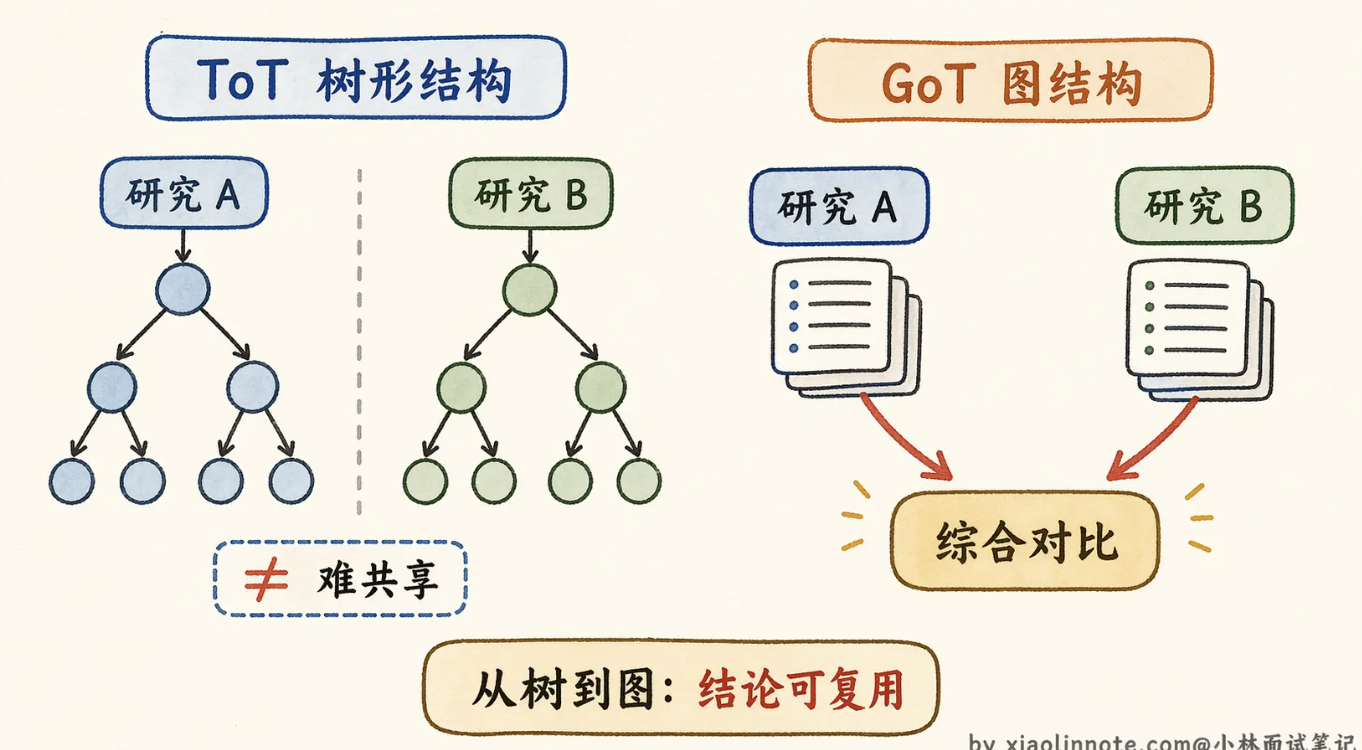 ToT 树形结构
GoT 图结构
研究 A
研究 B
研究 A
研究 B
综合对比
≠ 难共享
从树到图：结论可复用
by xiaolinnote.com@小林面试笔记